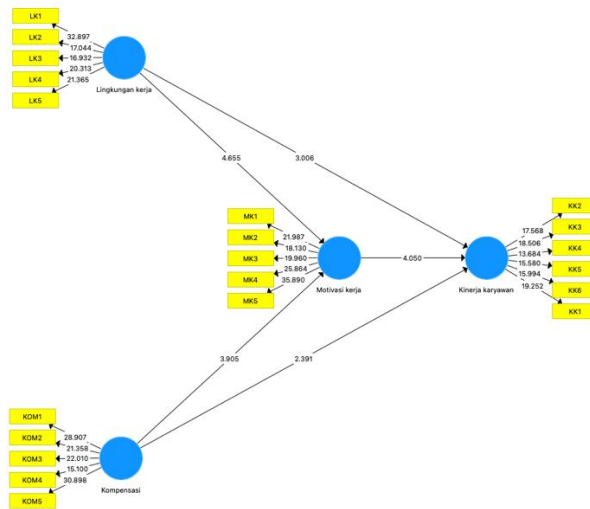 LK1
32.897
LK2
17.044
LK3
16.932
LK4
20.313
LK5
21.365
Lingkungan kerja
4.655
3.006
MK1
21.987
MK2
18.130
MK3
19.960
MK4
25.864
MK5
35.890
Motivasi kerja
4.050
KK2
17.568
KK3
18.506
KK4
13.684
KK5
15.580
KK6
15.994
KK1
19.252
Kinerja karyawan
3.905
2.391
KOM1
28.907
KOM2
21.358
KOM3
22.010
KOM4
15.100
KOM5
30.898
Kompensasi